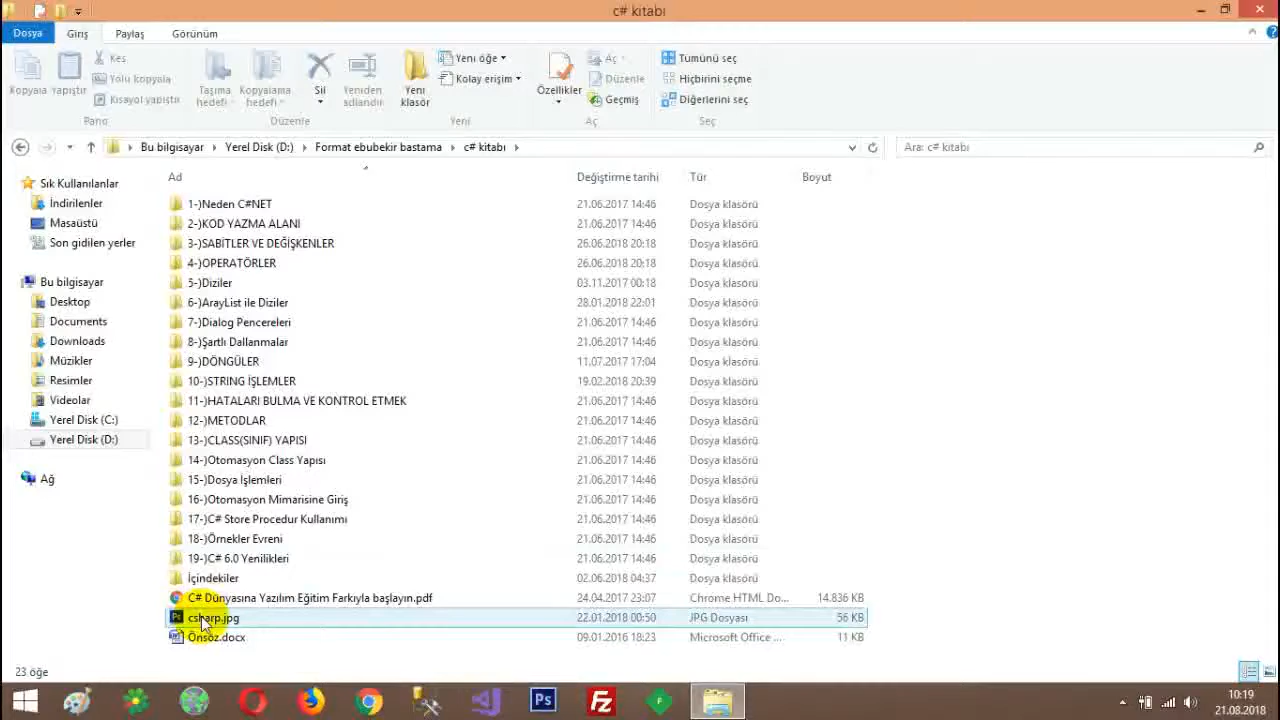 c# kitabı
Dosya Giriş Paylaş Görünüm
Kopyala Yapıştır Kes Yolu kopyala Kısayol yapıştır
Taşıma hedefi Kopyalama hedefi Sil Yeniden adlandır
Yeni klasör Yeni öğe Kolay erişim
Özellikler Aç Düzenle Geçmiş
Tümünü seç Hiçbirini seçme Diğerlerini seç
Pano Düzenle Yeni Aç Seç
Bu bilgisayar Yerel Disk (D:) Format ebubekir bastama c# kitabı Ara: c# kitabı
Ad Değiştirme tarihi Tür Boyut
Sık Kullanılanlar
İndirilenler
Masaüstü
Son gidilen yerler
Bu bilgisayar
Desktop
Documents
Downloads
Müzikler
Resimler
Videolar
Yerel Disk (C:)
Yerel Disk (D:)
Ağ
1-)Neden C#NET 21.06.2017 14:46 Dosya klasörü
2-)KOD YAZMA ALANI 21.06.2017 14:46 Dosya klasörü
3-)SABİTLER VE DEĞİŞKENLER 26.06.2018 20:18 Dosya klasörü
4-)OPERATÖRLER 26.06.2018 20:18 Dosya klasörü
5-)Diziler 03.11.2017 00:18 Dosya klasörü
6-)ArayList ile Diziler 28.01.2018 22:01 Dosya klasörü
7-)Dialog Pencereleri 21.06.2017 14:46 Dosya klasörü
8-)Şartlı Dallanmalar 21.06.2017 14:46 Dosya klasörü
9-)DÖNGÜLER 11.07.2017 17:04 Dosya klasörü
10-)STRING İŞLEMLER 19.02.2018 20:39 Dosya klasörü
11-)HATALARI BULMA VE KONTROL ETMEK 21.06.2017 14:46 Dosya klasörü
12-)METODLAR 21.06.2017 14:46 Dosya klasörü
13-)CLASS(SINIF) YAPISI 21.06.2017 14:46 Dosya klasörü
14-)Otomasyon Class Yapısı 21.06.2017 14:46 Dosya klasörü
15-)Dosya İşlemleri 21.06.2017 14:46 Dosya klasörü
16-)Otomasyon Mimarisine Giriş 21.06.2017 14:46 Dosya klasörü
17-)C# Store Procedur Kullanımı 21.06.2017 14:46 Dosya klasörü
18-)Örnekler Evreni 21.06.2017 14:46 Dosya klasörü
19-)C# 6.0 Yenilikleri 21.06.2017 14:46 Dosya klasörü
İçindekiler 02.06.2018 04:37 Dosya klasörü
C# Dünyasına Yazılım Eğitim Farkıyla başlayın.pdf 24.04.2017 23:07 Chrome HTML Do... 14.836 KB
csharp.jpg 22.01.2018 00:50 JPG Dosyası 56 KB
Önsöz.docx 09.01.2016 18:23 Microsoft Office ... 11 KB
23 öğe
Ps
Fz
10:19
21.08.2018